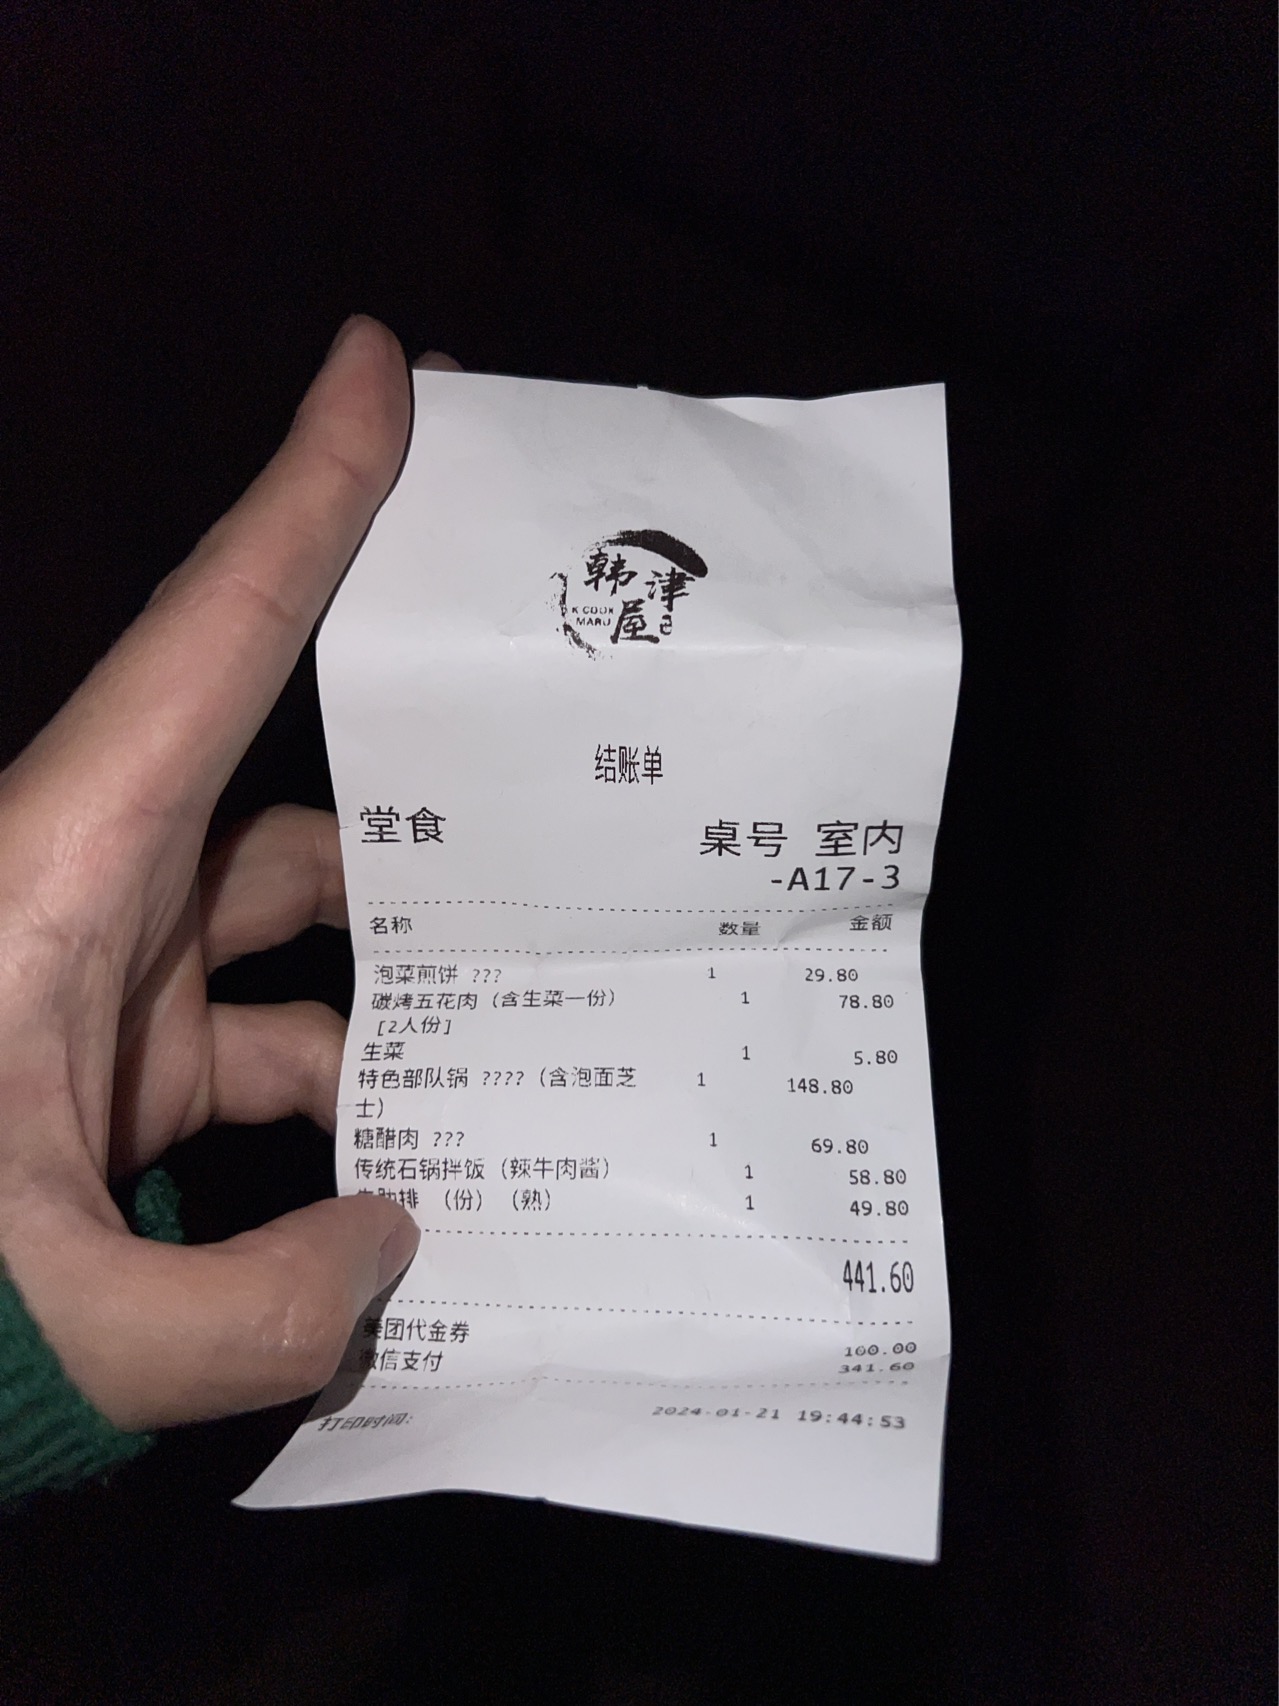 韩津屋
K COOK
MARU
结账单
堂食
桌号 室内
-A17-3
名称 数量 金额
泡菜煎饼 ??? 1 29.80
碳烤五花肉（含生菜一份） 1 78.80
[2人份]
生菜 1 5.80
特色部队锅 ????（含泡面芝 1 148.80
士）
糖醋肉 ??? 1 69.80
传统石锅拌饭（辣牛肉酱） 1 58.80
排 （份）（熟） 1 49.80
441.60
美团代金券 100.00
微信支付 341.60
打印时间: 2024-01-21 19:44:53